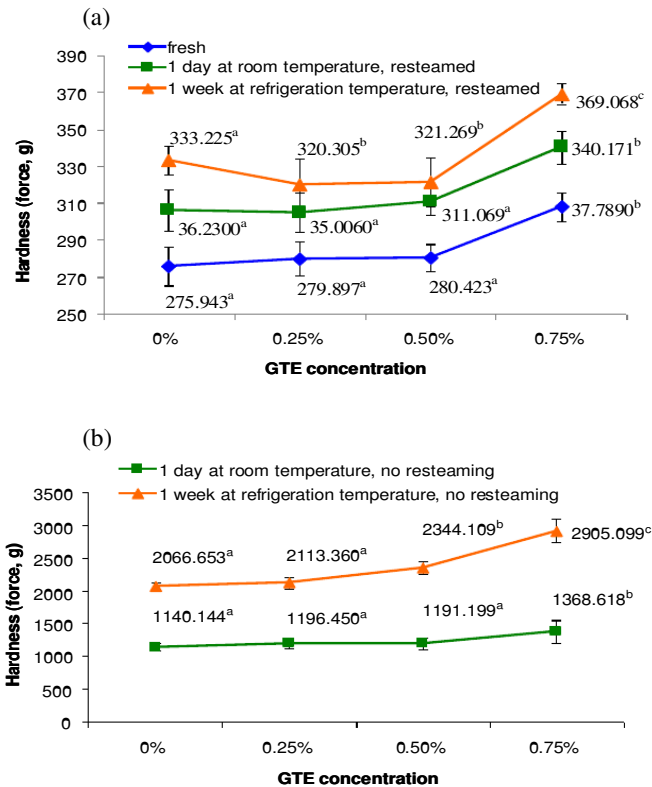 (a)
fresh
1 day at room temperature, resteamed
1 week at refrigeration temperature, resteamed
390
370
350
330
310
290
270
250
Hardness (force, g)
333.225ᵃ
320.305ᵇ
321.269ᵇ
369.068ᶜ
36.2300ᵃ
35.0060ᵃ
311.069ᵃ
340.171ᵇ
275.943ᵃ
279.897ᵃ
280.423ᵃ
37.7890ᵇ
0% 0.25% 0.50% 0.75%
GTE concentration
(b)
1 day at room temperature, no resteaming
1 week at refrigeration temperature, no resteaming
3500
3000
2500
2000
1500
1000
500
0
Hardness (force, g)
2066.653ᵃ
2113.360ᵃ
2344.109ᵇ
2905.099ᶜ
1140.144ᵃ
1196.450ᵃ
1191.199ᵃ
1368.618ᵇ
0% 0.25% 0.50% 0.75%
GTE concentration